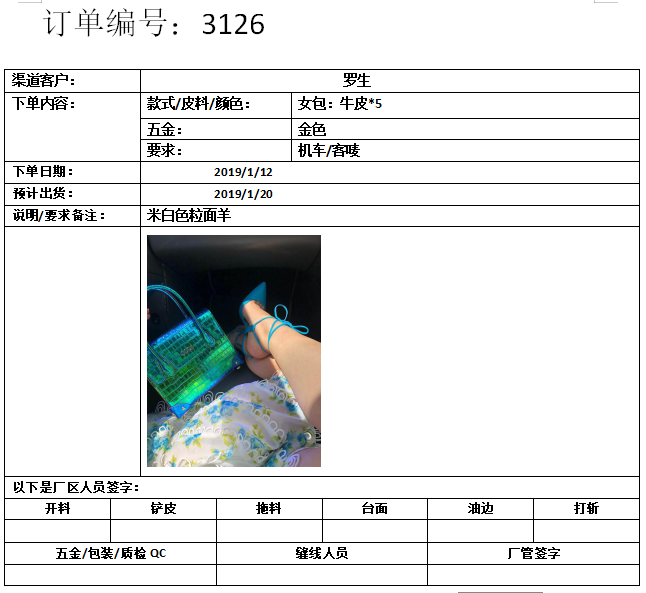 订单编号：3126
渠道客户： 罗生
下单内容： 款式/皮料/颜色： 女包：牛皮*5
五金： 金色
要求： 机车/客唛
下单日期： 2019/1/12
预计出货： 2019/1/20
说明/要求备注： 米白色粒面羊
以下是厂区人员签字：
开料 铲皮 拖料 台面 油边 打斩
五金/包装/质检 QC 缝线人员 厂管签字